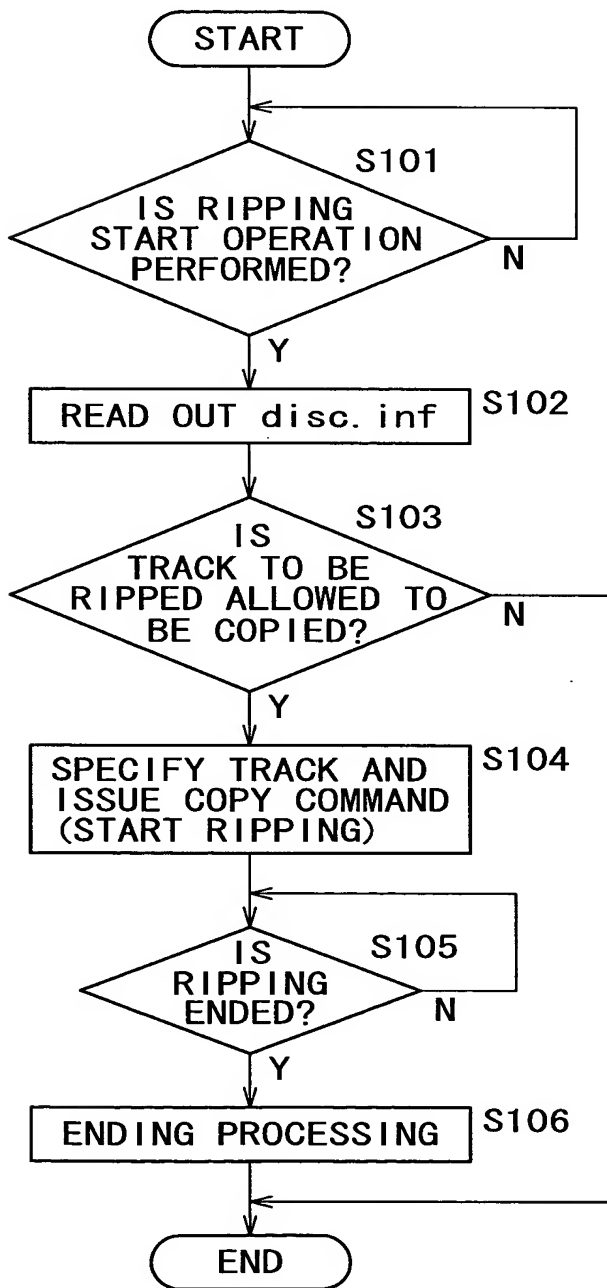 START
S101
IS RIPPING
START OPERATION
PERFORMED?
N
Y
READ OUT disc.inf
S102
S103
IS
TRACK TO BE
RIPPED ALLOWED TO
BE COPIED?
N
Y
SPECIFY TRACK AND
ISSUE COPY COMMAND
(START RIPPING)
S104
S105
IS
RIPPING
ENDED?
N
Y
ENDING PROCESSING
S106
END